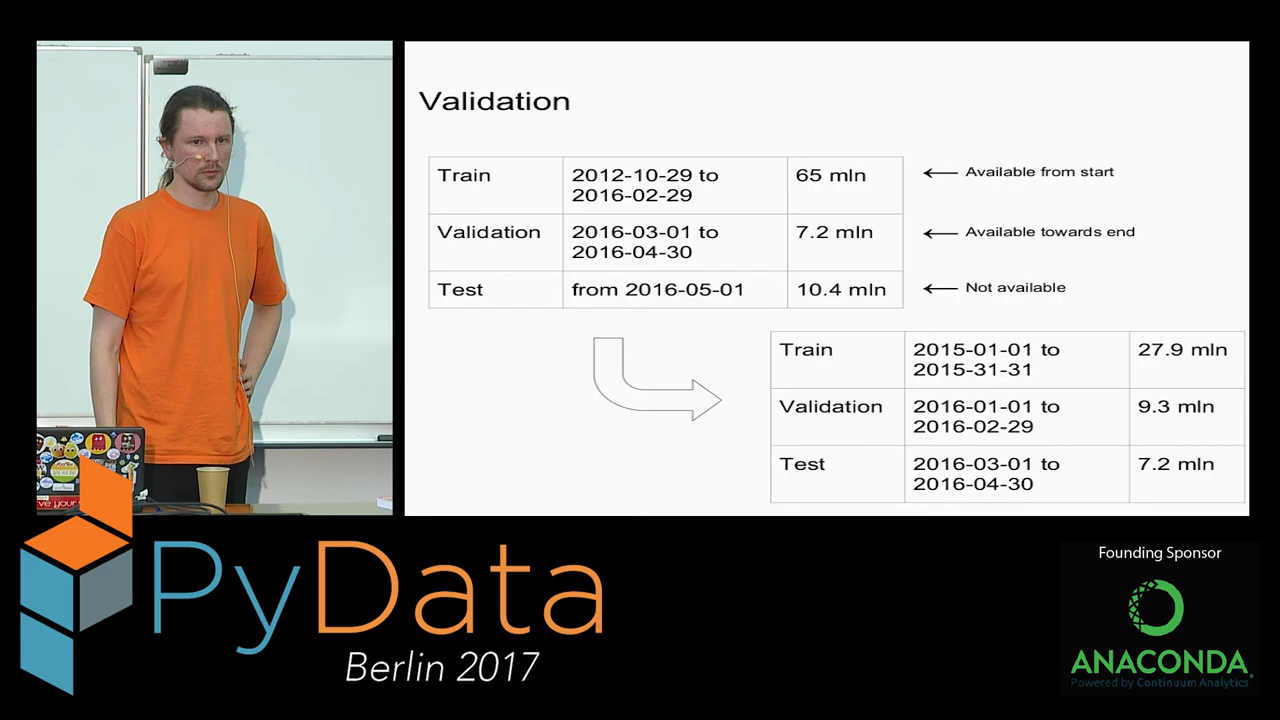 Validation
Train 2012-10-29 to 65 mln ← Available from start
2016-02-29
Validation 2016-03-01 to 7.2 mln ← Available towards end
2016-04-30
Test from 2016-05-01 10.4 mln ← Not available
Train 2015-01-01 to 27.9 mln
2015-31-31
Validation 2016-01-01 to 9.3 mln
2016-02-29
Test 2016-03-01 to 7.2 mln
2016-04-30
PyData
Berlin 2017
Founding Sponsor
ANACONDA
Powered by Continuum Analytics